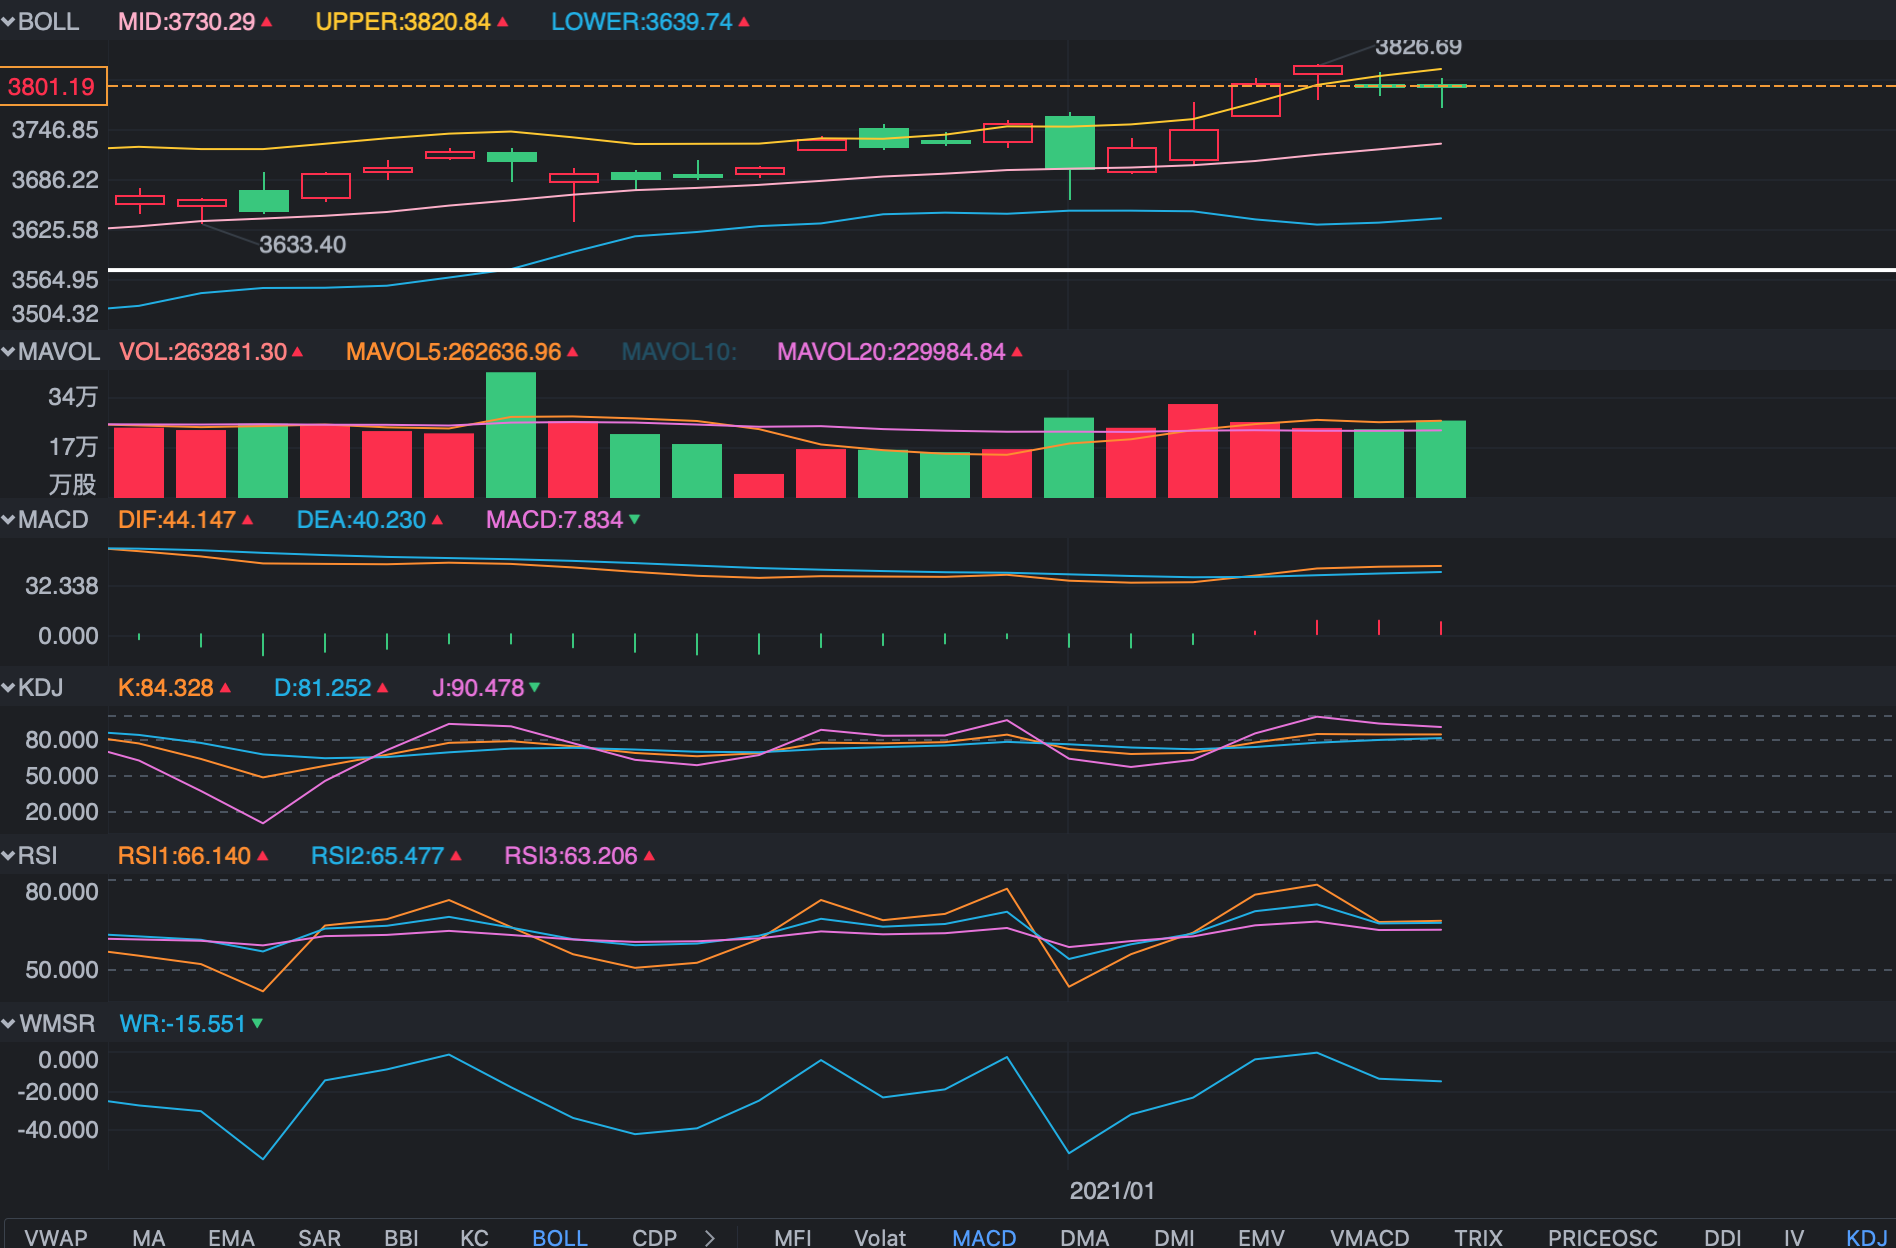 BOLL MID:3730.29 UPPER:3820.84 LOWER:3639.74
3826.69
3801.19
3746.85
3686.22
3625.58
3633.40
3564.95
3504.32
MAVOL VOL:263281.30 MAVOL5:262636.96 MAVOL10: MAVOL20:229984.84
34万
17万
万股
MACD DIF:44.147 DEA:40.230 MACD:7.834
32.338
0.000
KDJ K:84.328 D:81.252 J:90.478
80.000
50.000
20.000
RSI RSI1:66.140 RSI2:65.477 RSI3:63.206
80.000
50.000
WMSR WR:-15.551
0.000
-20.000
-40.000
2021/01
VWAP MA EMA SAR BBI KC BOLL CDP MFI Volat MACD DMA DMI EMV VMACD TRIX PRICEOSC DDI IV KDJ